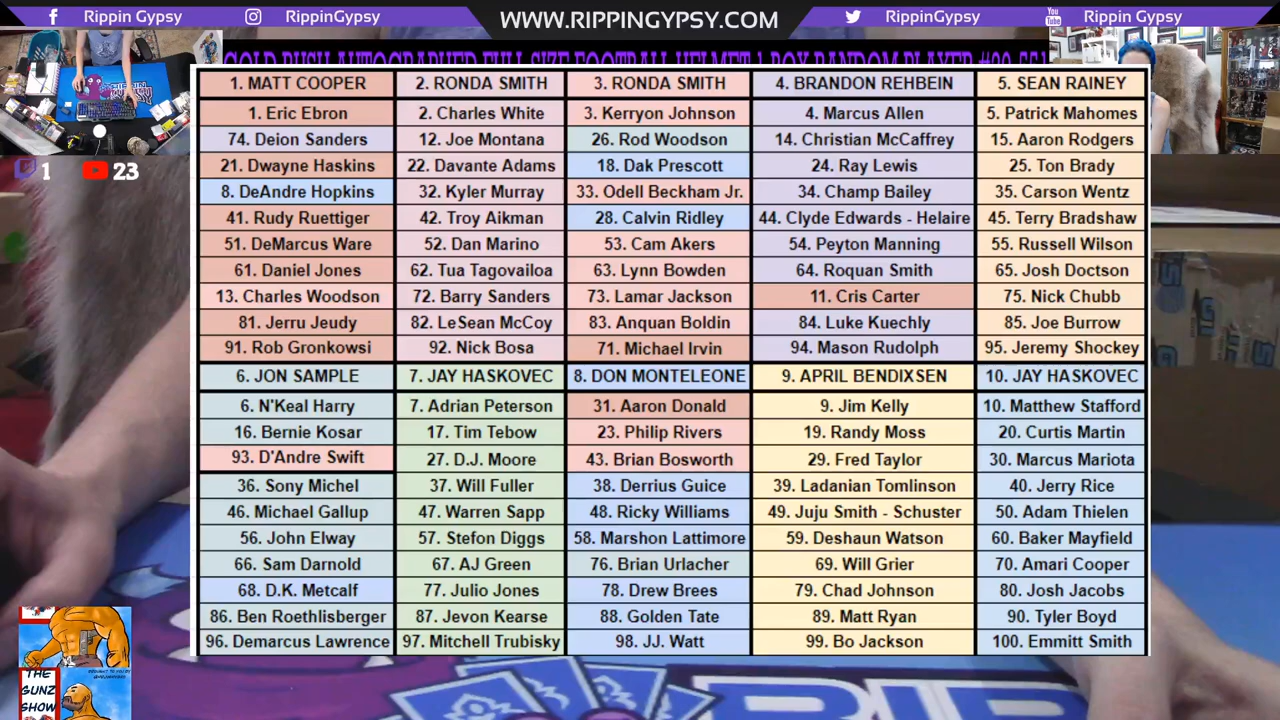 Rippin Gypsy
RippinGypsy
WWW.RIPPINGYPSY.COM
RippinGypsy
Rippin Gypsy
1. MATT COOPER 2. RONDA SMITH 3. RONDA SMITH 4. BRANDON REHBEIN 5. SEAN RAINEY
1. Eric Ebron 2. Charles White 3. Kerryon Johnson 4. Marcus Allen 5. Patrick Mahomes
74. Deion Sanders 12. Joe Montana 26. Rod Woodson 14. Christian McCaffrey 15. Aaron Rodgers
21. Dwayne Haskins 22. Davante Adams 18. Dak Prescott 24. Ray Lewis 25. Ton Brady
8. DeAndre Hopkins 32. Kyler Murray 33. Odell Beckham Jr. 34. Champ Bailey 35. Carson Wentz
41. Rudy Ruettiger 42. Troy Aikman 28. Calvin Ridley 44. Clyde Edwards - Helaire 45. Terry Bradshaw
51. DeMarcus Ware 52. Dan Marino 53. Cam Akers 54. Peyton Manning 55. Russell Wilson
61. Daniel Jones 62. Tua Tagovailoa 63. Lynn Bowden 64. Roquan Smith 65. Josh Doctson
13. Charles Woodson 72. Barry Sanders 73. Lamar Jackson 11. Cris Carter 75. Nick Chubb
81. Jerru Jeudy 82. LeSean McCoy 83. Anquan Boldin 84. Luke Kuechly 85. Joe Burrow
91. Rob Gronkowsi 92. Nick Bosa 71. Michael Irvin 94. Mason Rudolph 95. Jeremy Shockey
6. JON SAMPLE 7. JAY HASKOVEC 8. DON MONTELEONE 9. APRIL BENDIXSEN 10. JAY HASKOVEC
6. N'Keal Harry 7. Adrian Peterson 31. Aaron Donald 9. Jim Kelly 10. Matthew Stafford
16. Bernie Kosar 17. Tim Tebow 23. Philip Rivers 19. Randy Moss 20. Curtis Martin
93. D'Andre Swift 27. D.J. Moore 43. Brian Bosworth 29. Fred Taylor 30. Marcus Mariota
36. Sony Michel 37. Will Fuller 38. Derrius Guice 39. Ladanian Tomlinson 40. Jerry Rice
46. Michael Gallup 47. Warren Sapp 48. Ricky Williams 49. Juju Smith - Schuster 50. Adam Thielen
56. John Elway 57. Stefon Diggs 58. Marshon Lattimore 59. Deshaun Watson 60. Baker Mayfield
66. Sam Darnold 67. AJ Green 76. Brian Urlacher 69. Will Grier 70. Amari Cooper
68. D.K. Metcalf 77. Julio Jones 78. Drew Brees 79. Chad Johnson 80. Josh Jacobs
86. Ben Roethlisberger 87. Jevon Kearse 88. Golden Tate 89. Matt Ryan 90. Tyler Boyd
96. Demarcus Lawrence 97. Mitchell Trubisky 98. JJ. Watt 99. Bo Jackson 100. Emmitt Smith
1 23
THE
GUNZ
SHOW